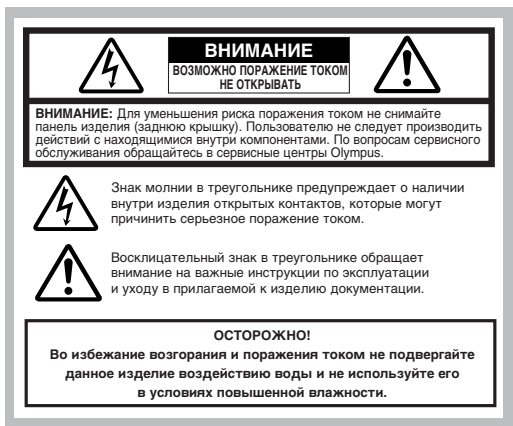 ВНИМАНИЕ
ВОЗМОЖНО ПОРАЖЕНИЕ ТОКОМ
НЕ ОТКРЫВАТЬ
ВНИМАНИЕ: Для уменьшения риска поражения током не снимайте
панель изделия (заднюю крышку). Пользователю не следует производить
действий с находящимися внутри компонентами. По вопросам сервисного
обслуживания обращайтесь в сервисные центры Olympus.
Знак молнии в треугольнике предупреждает о наличии
внутри изделия открытых контактов, которые могут
причинить серьезное поражение током.
Восклицательный знак в треугольнике обращает
внимание на важные инструкции по эксплуатации
и уходу в прилагаемой к изделию документации.
ОСТОРОЖНО!
Во избежание возгорания и поражения током не подвергайте
данное изделие воздействию воды и не используйте его
в условиях повышенной влажности.